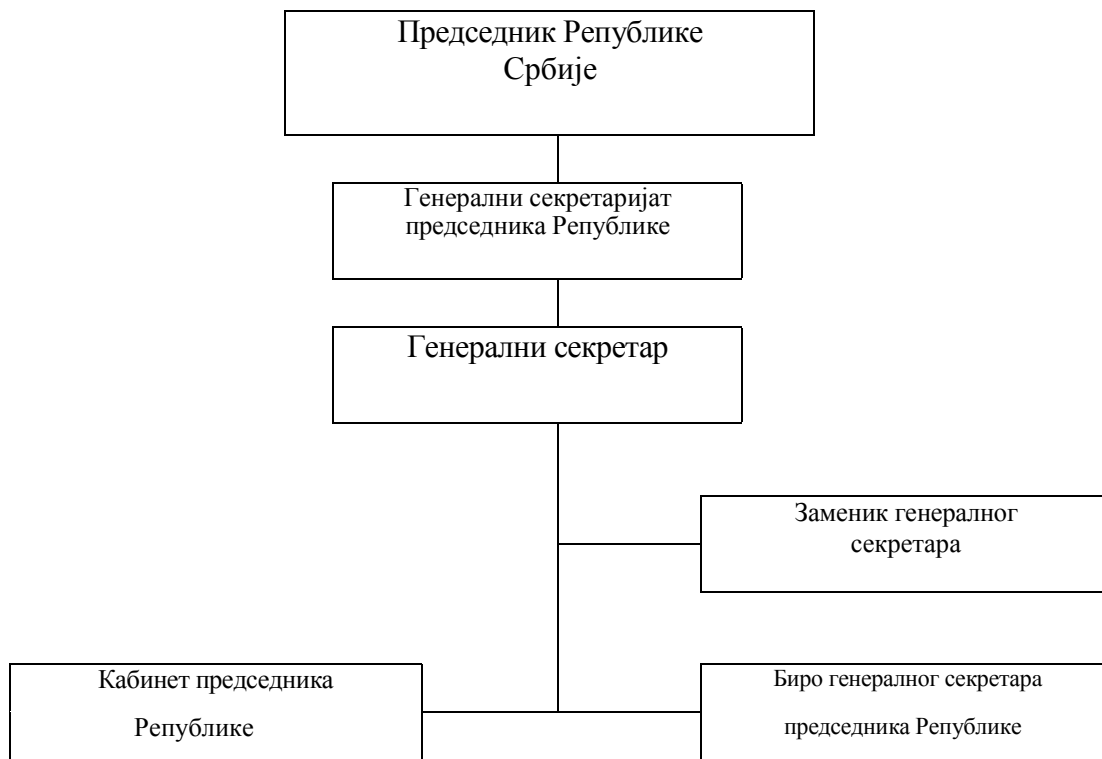 Председник Републике
Србије
Генерални секретаријат
председника Републике
Генерални секретар
Заменик генералног
секретара
Кабинет председника
Републике
Биро генералног секретара
председника Републике